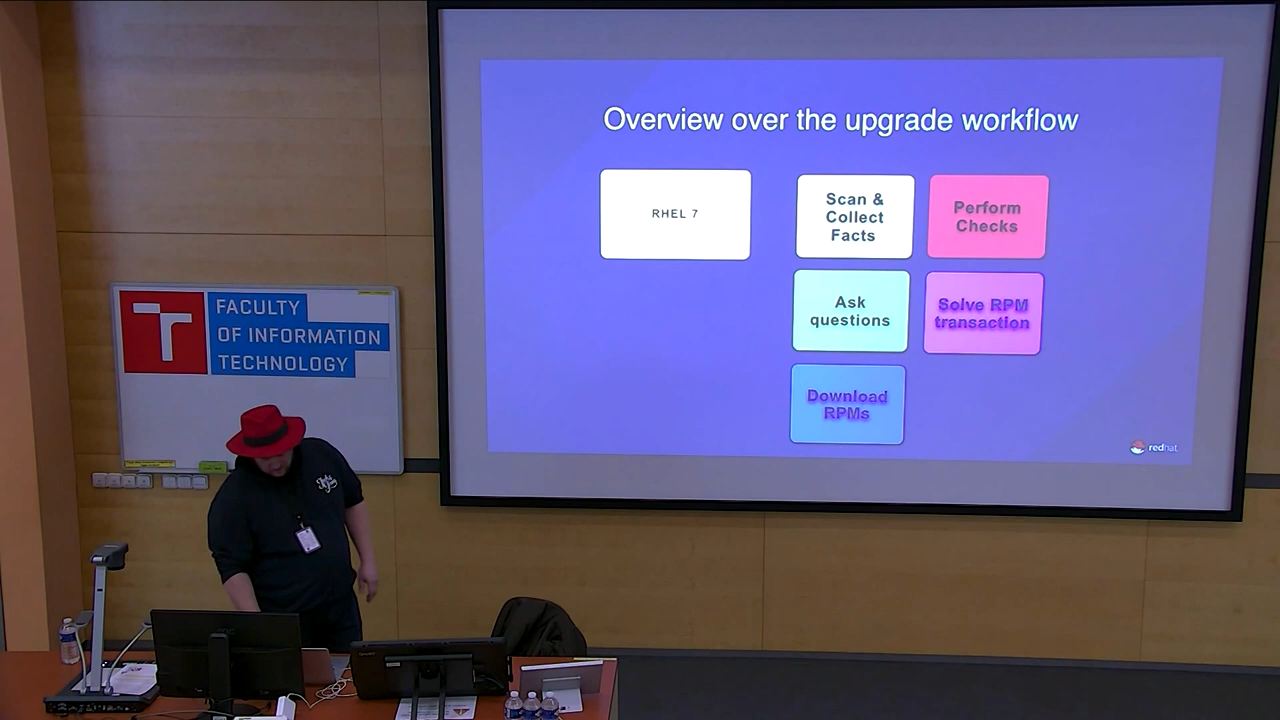 Overview over the upgrade workflow
RHEL 7
Scan &
Collect
Facts
Perform
Checks
Ask
questions
Solve RPM
transaction
Download
RPMs
redhat
FACULTY
OF INFORMATION
TECHNOLOGY